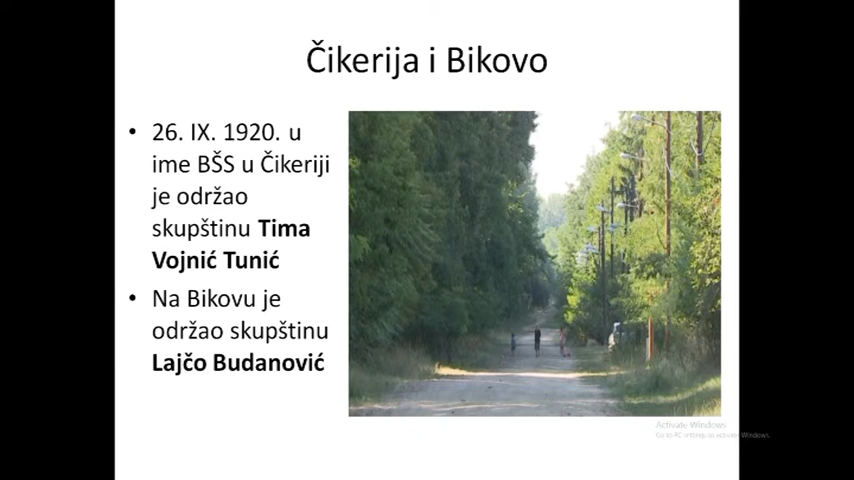 Čikerija i Bikovo
• 26. IX. 1920. u
ime BŠS u Čikeriji
je održao
skupštinu Tima
Vojnić Tunić
• Na Bikovu je
održao skupštinu
Lajčo Budanović
Activate Windows
Go to PC settings to activate Windows.